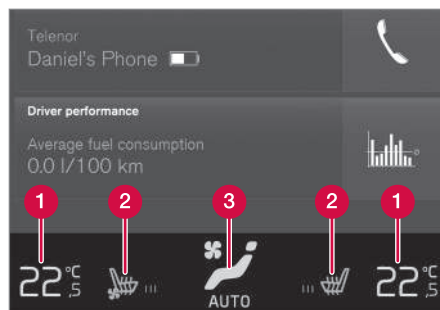 Telenor
Daniel's Phone
Driver performance
Average fuel consumption
0.0 l/100 km
1 2 3 2 1
22,5 °C 22,5 °C
AUTO